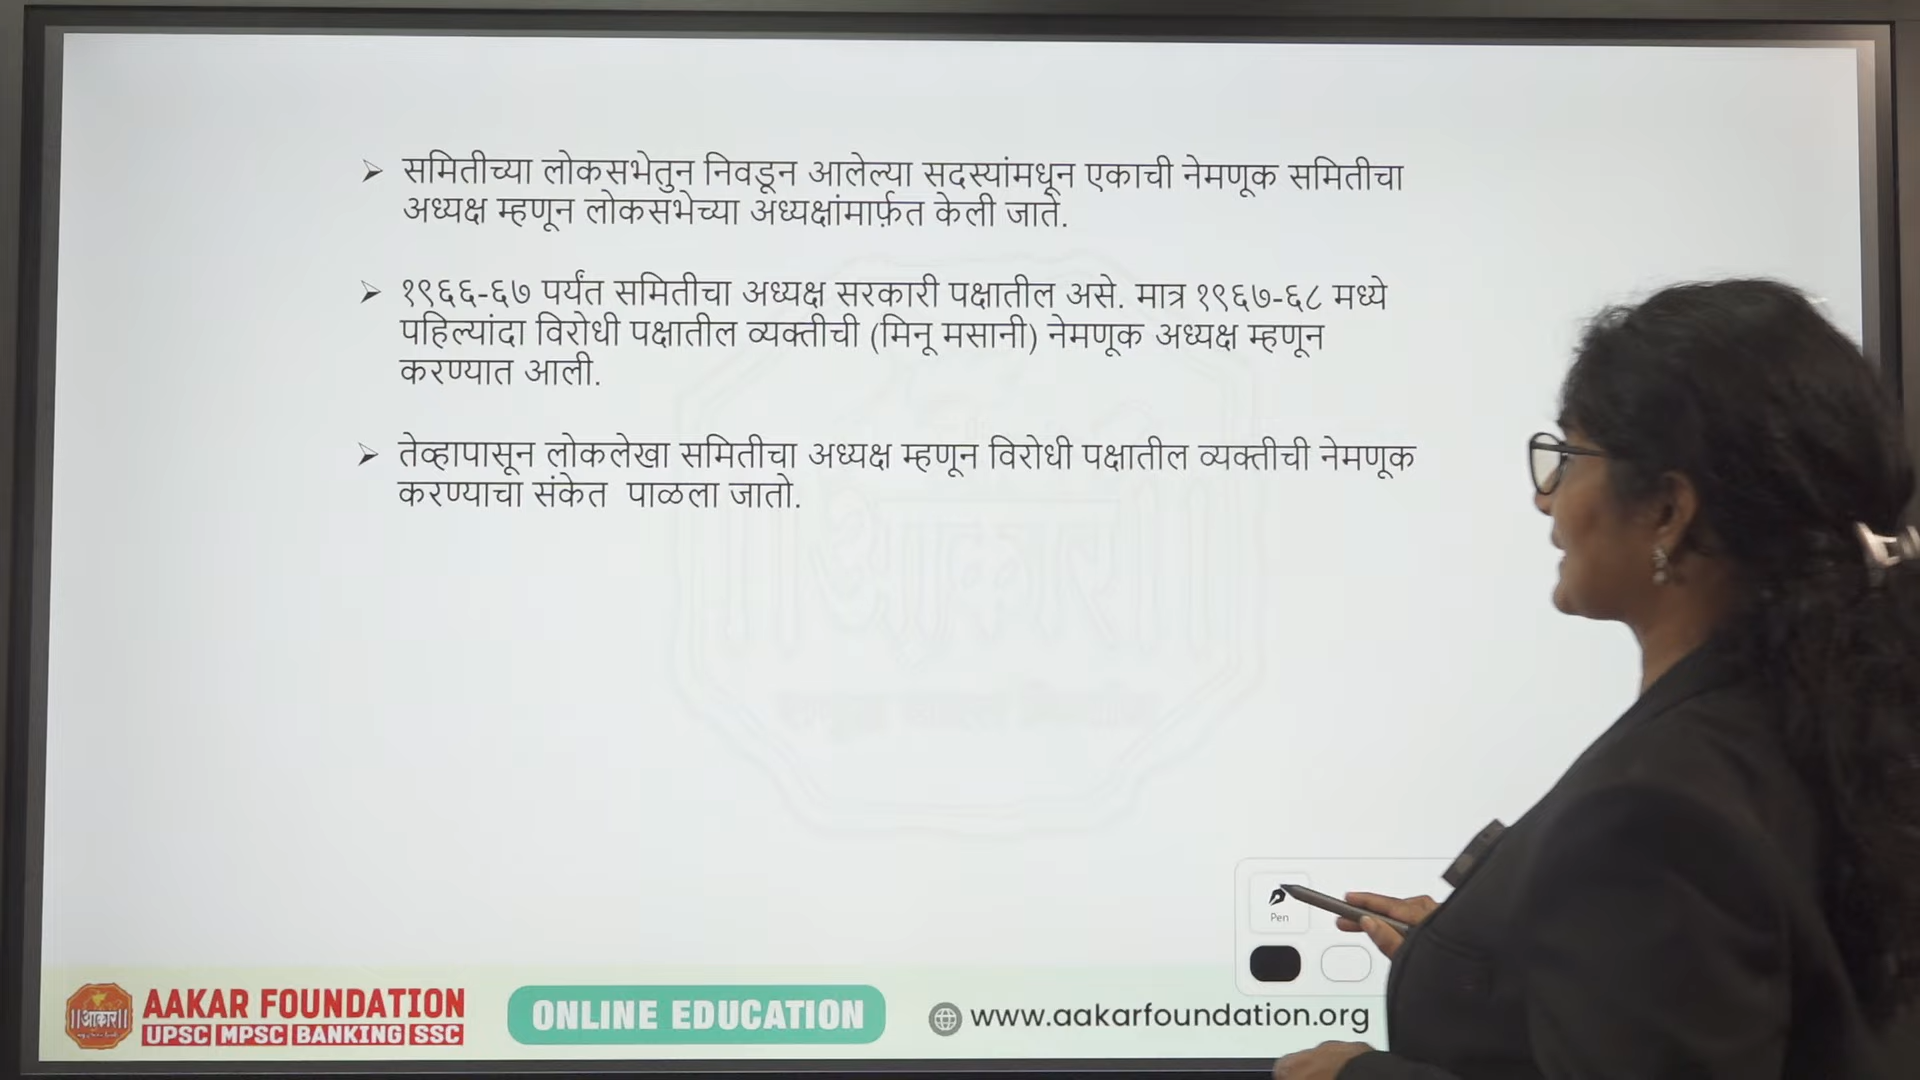 ➢ समितीच्या लोकसभेतुन निवडून आलेल्या सदस्यांमधून एकाची नेमणूक समितीचा
अध्यक्ष म्हणून लोकसभेच्या अध्यक्षांमार्फ़त केली जाते.
➢ १९६६-६७ पर्यंत समितीचा अध्यक्ष सरकारी पक्षातील असे. मात्र १९६७-६८ मध्ये
पहिल्यांदा विरोधी पक्षातील व्यक्तीची (मिनू मसानी) नेमणूक अध्यक्ष म्हणून
करण्यात आली.
➢ तेव्हापासून लोकलेखा समितीचा अध्यक्ष म्हणून विरोधी पक्षातील व्यक्तीची नेमणूक
करण्याचा संकेत पाळला जातो.
॥आकार॥
Pen
॥आकार॥
AAKAR FOUNDATION
UPSC MPSC BANKING SSC
ONLINE EDUCATION
www.aakarfoundation.org